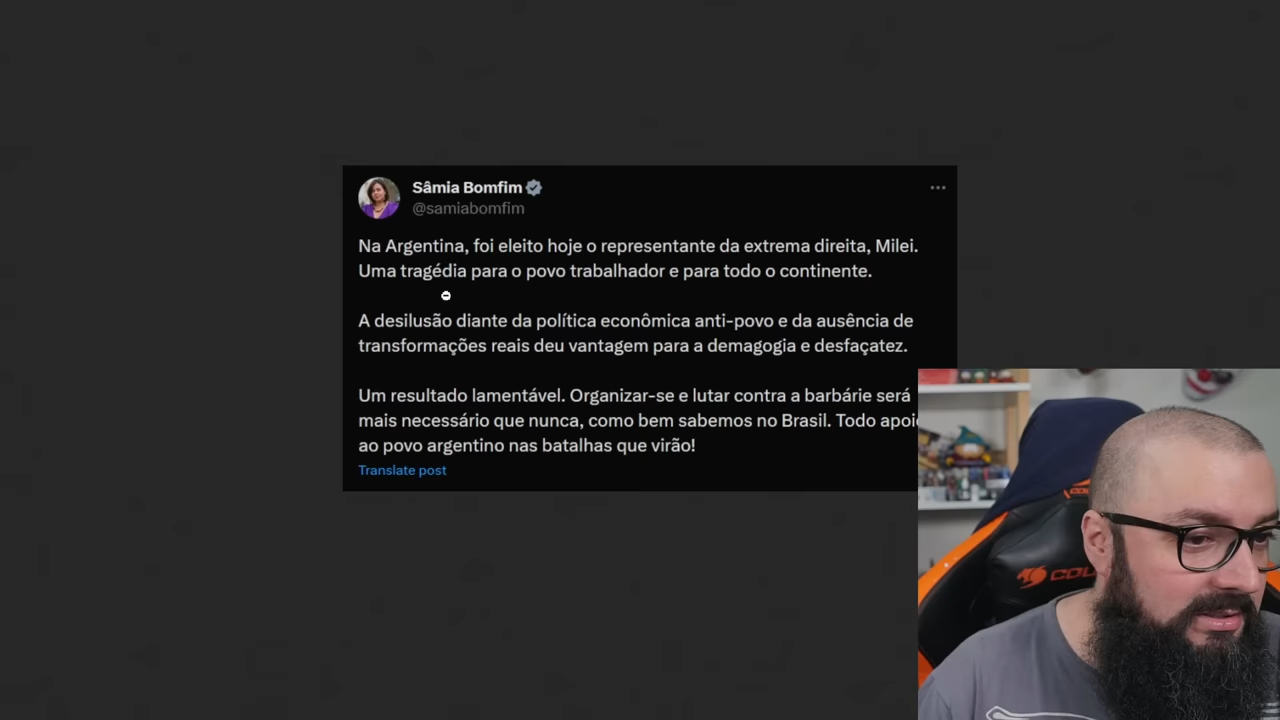 Sâmia Bomfim
@samiabomfim
Na Argentina, foi eleito hoje o representante da extrema direita, Milei.
Uma tragédia para o povo trabalhador e para todo o continente.
A desilusão diante da política econômica anti-povo e da ausência de
transformações reais deu vantagem para a demagogia e desfaçatez.
Um resultado lamentável. Organizar-se e lutar contra a barbárie será
mais necessário que nunca, como bem sabemos no Brasil. Todo apoi
ao povo argentino nas batalhas que virão!
Translate post
COU